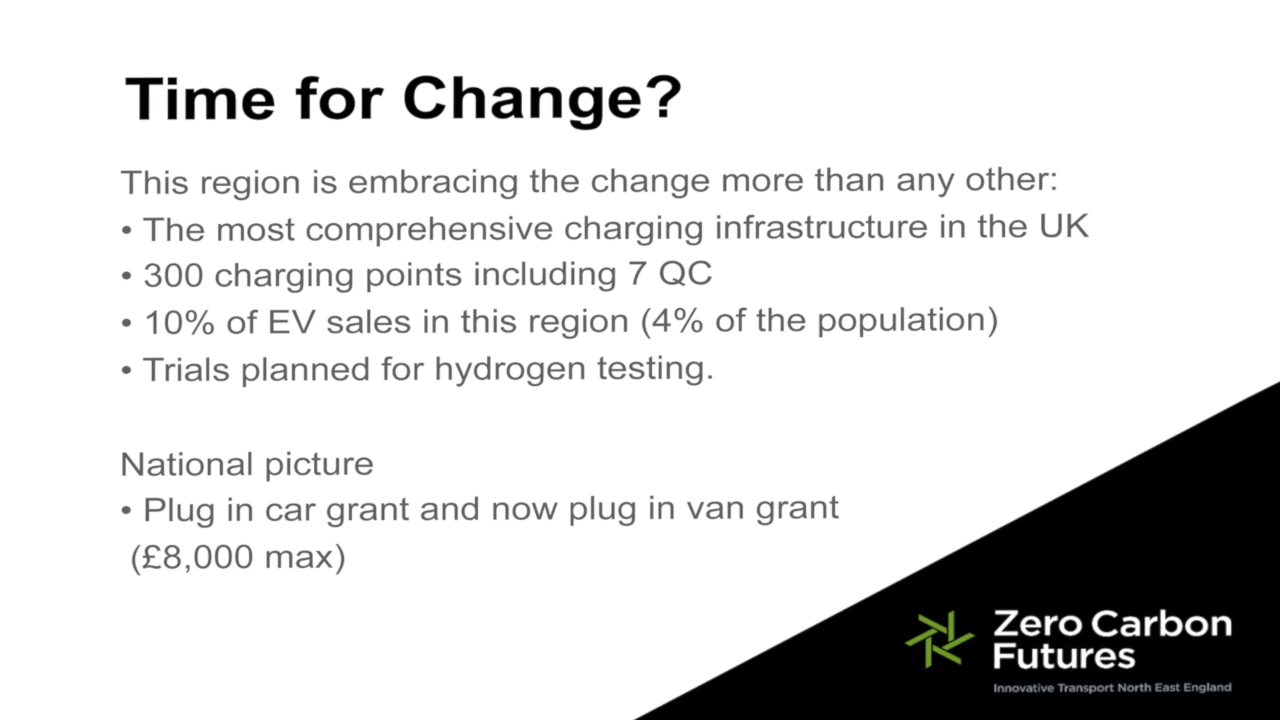 Time for Change?
This region is embracing the change more than any other:
• The most comprehensive charging infrastructure in the UK
• 300 charging points including 7 QC
• 10% of EV sales in this region (4% of the population)
• Trials planned for hydrogen testing.
National picture
• Plug in car grant and now plug in van grant
(£8,000 max)
Zero Carbon
Futures
Innovative Transport North East England